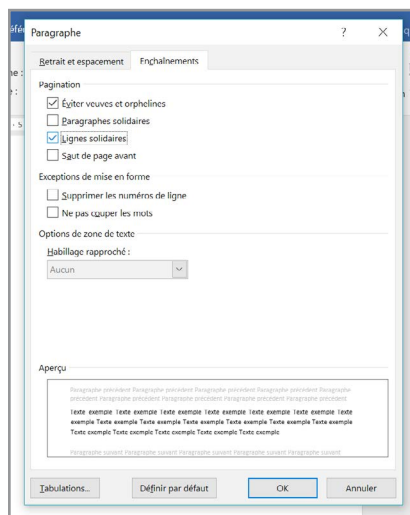 Paragraphe
Retrait et espacement
Enchaînements
Pagination
Éviter veuves et orphelines
Paragraphes solidaires
Lignes solidaires
Saut de page avant
Exceptions de mise en forme
Supprimer les numéros de ligne
Ne pas couper les mots
Options de zone de texte
Habillage rapproché :
Aucun
Aperçu
Paragraphe précédent Paragraphe précédent Paragraphe précédent Paragraphe précédent Paragraphe
précédent Paragraphe précédent Paragraphe précédent Paragraphe précédent Paragraphe précédent
Texte exemple Texte exemple Texte exemple Texte exemple Texte exemple Texte exemple Texte
exemple Texte exemple Texte exemple Texte exemple Texte exemple Texte exemple Texte exemple
Texte exemple Texte exemple Texte exemple Texte exemple Texte exemple
Paragraphe suivant Paragraphe suivant Paragraphe suivant Paragraphe suivant Paragraphe suivant
Tabulations...
Définir par défaut
OK
Annuler